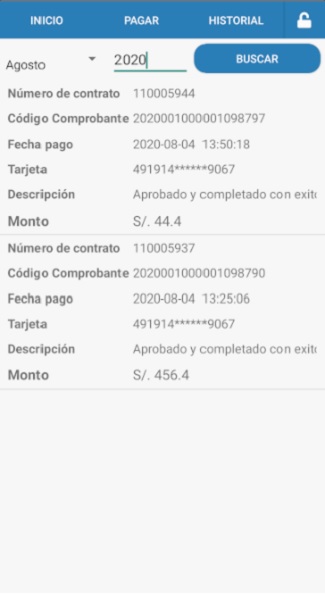 INICIO PAGAR HISTORIAL
Agosto 2020 BUSCAR
Número de contrato 110005944
Código Comprobante 2020001000001098797
Fecha pago 2020-08-04 13:50:18
Tarjeta 491914******9067
Descripción Aprobado y completado con exito
Monto S/. 44.4
Número de contrato 110005937
Código Comprobante 2020001000001098790
Fecha pago 2020-08-04 13:25:06
Tarjeta 491914******9067
Descripción Aprobado y completado con exito
Monto S/. 456.4